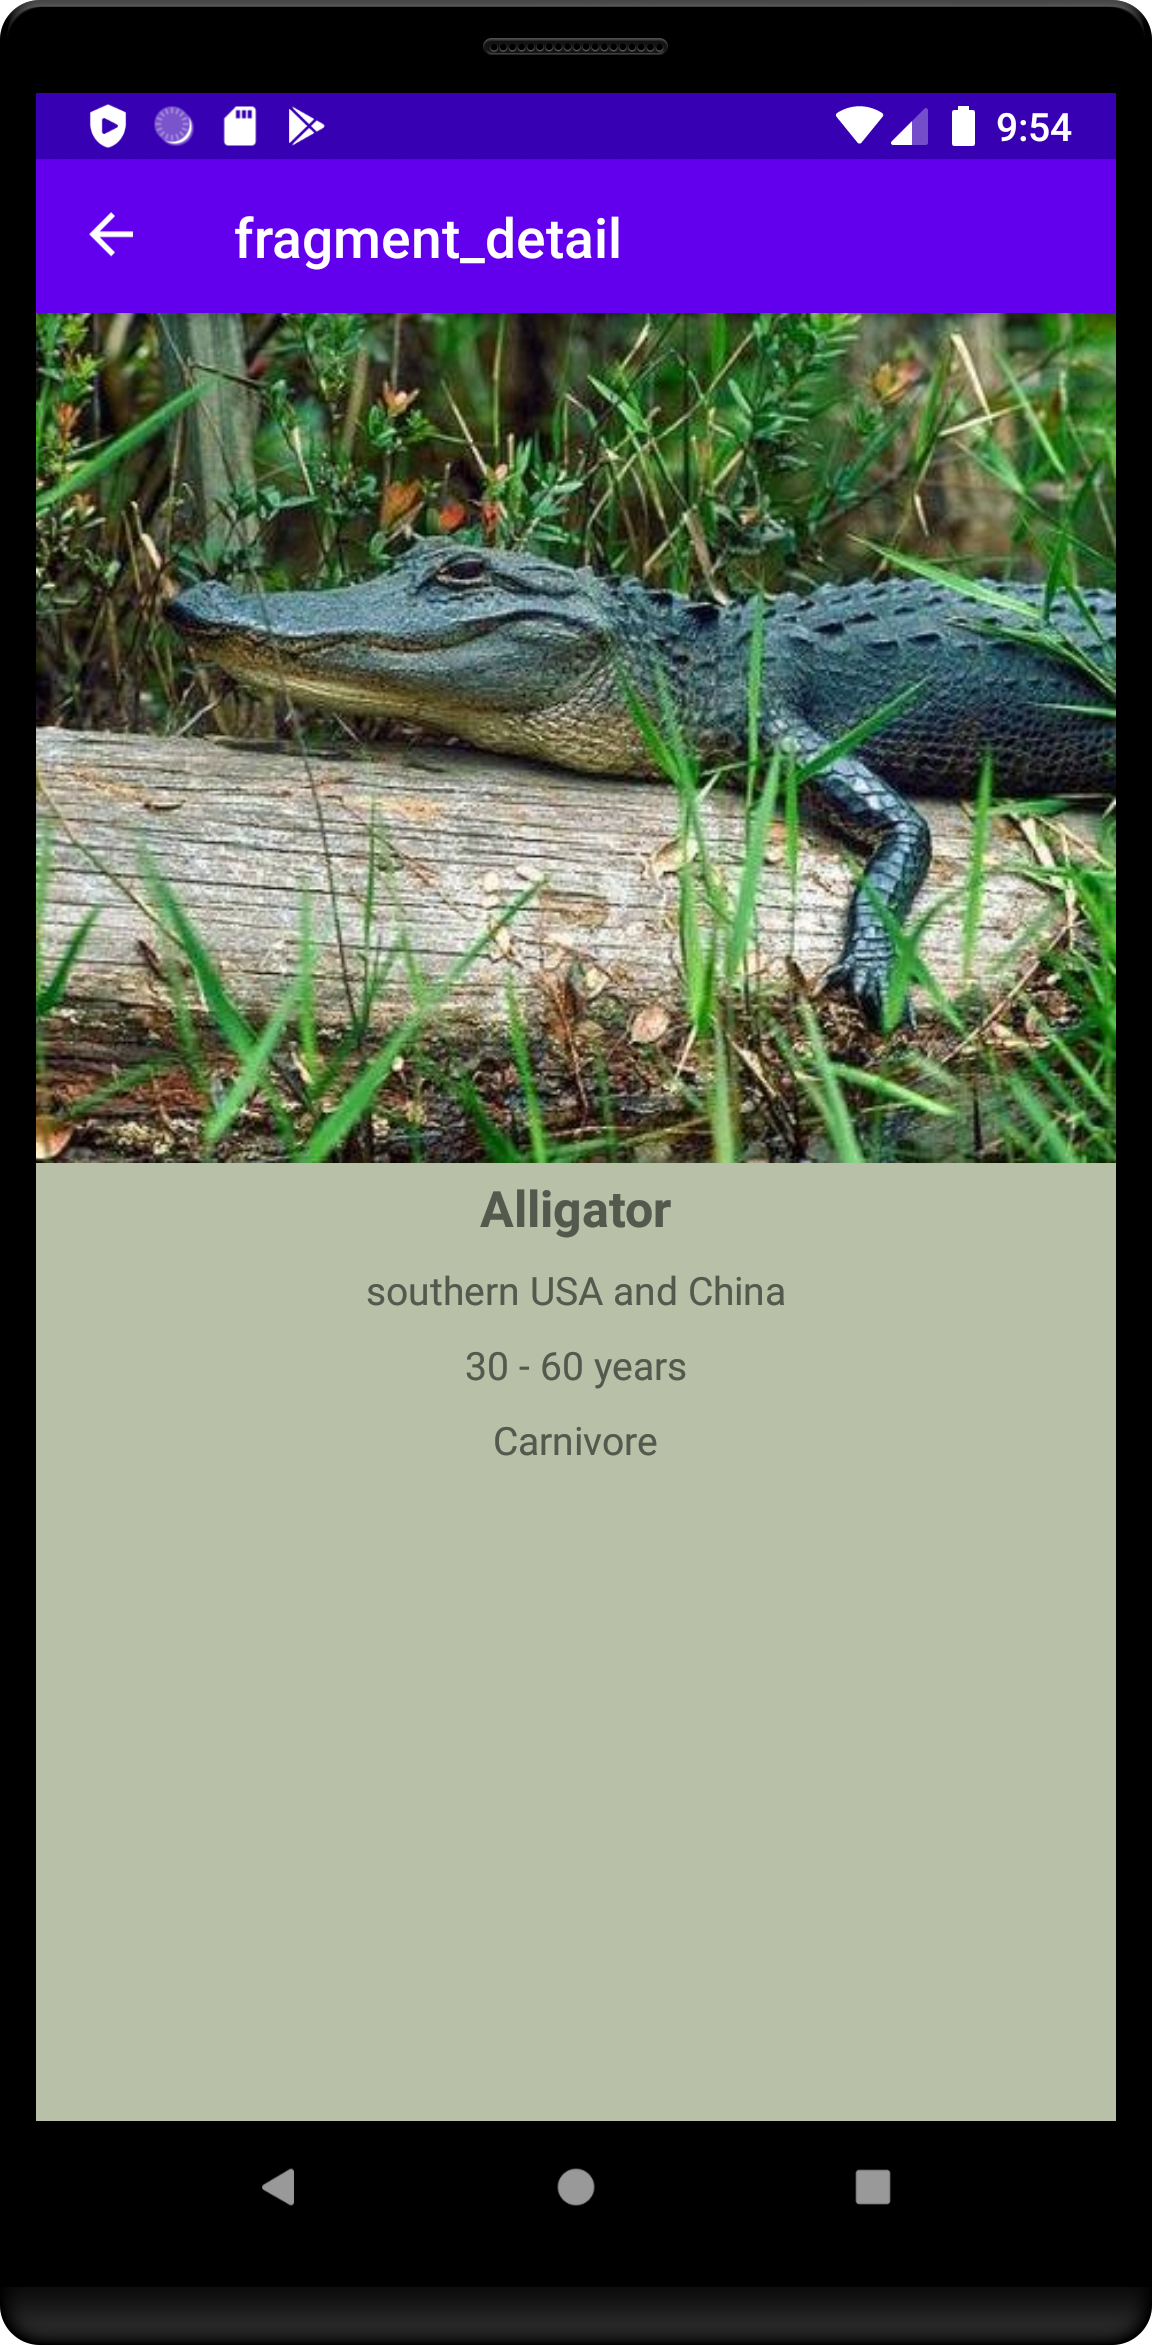 9:54
fragment_detail
Alligator
southern USA and China
30 - 60 years
Carnivore